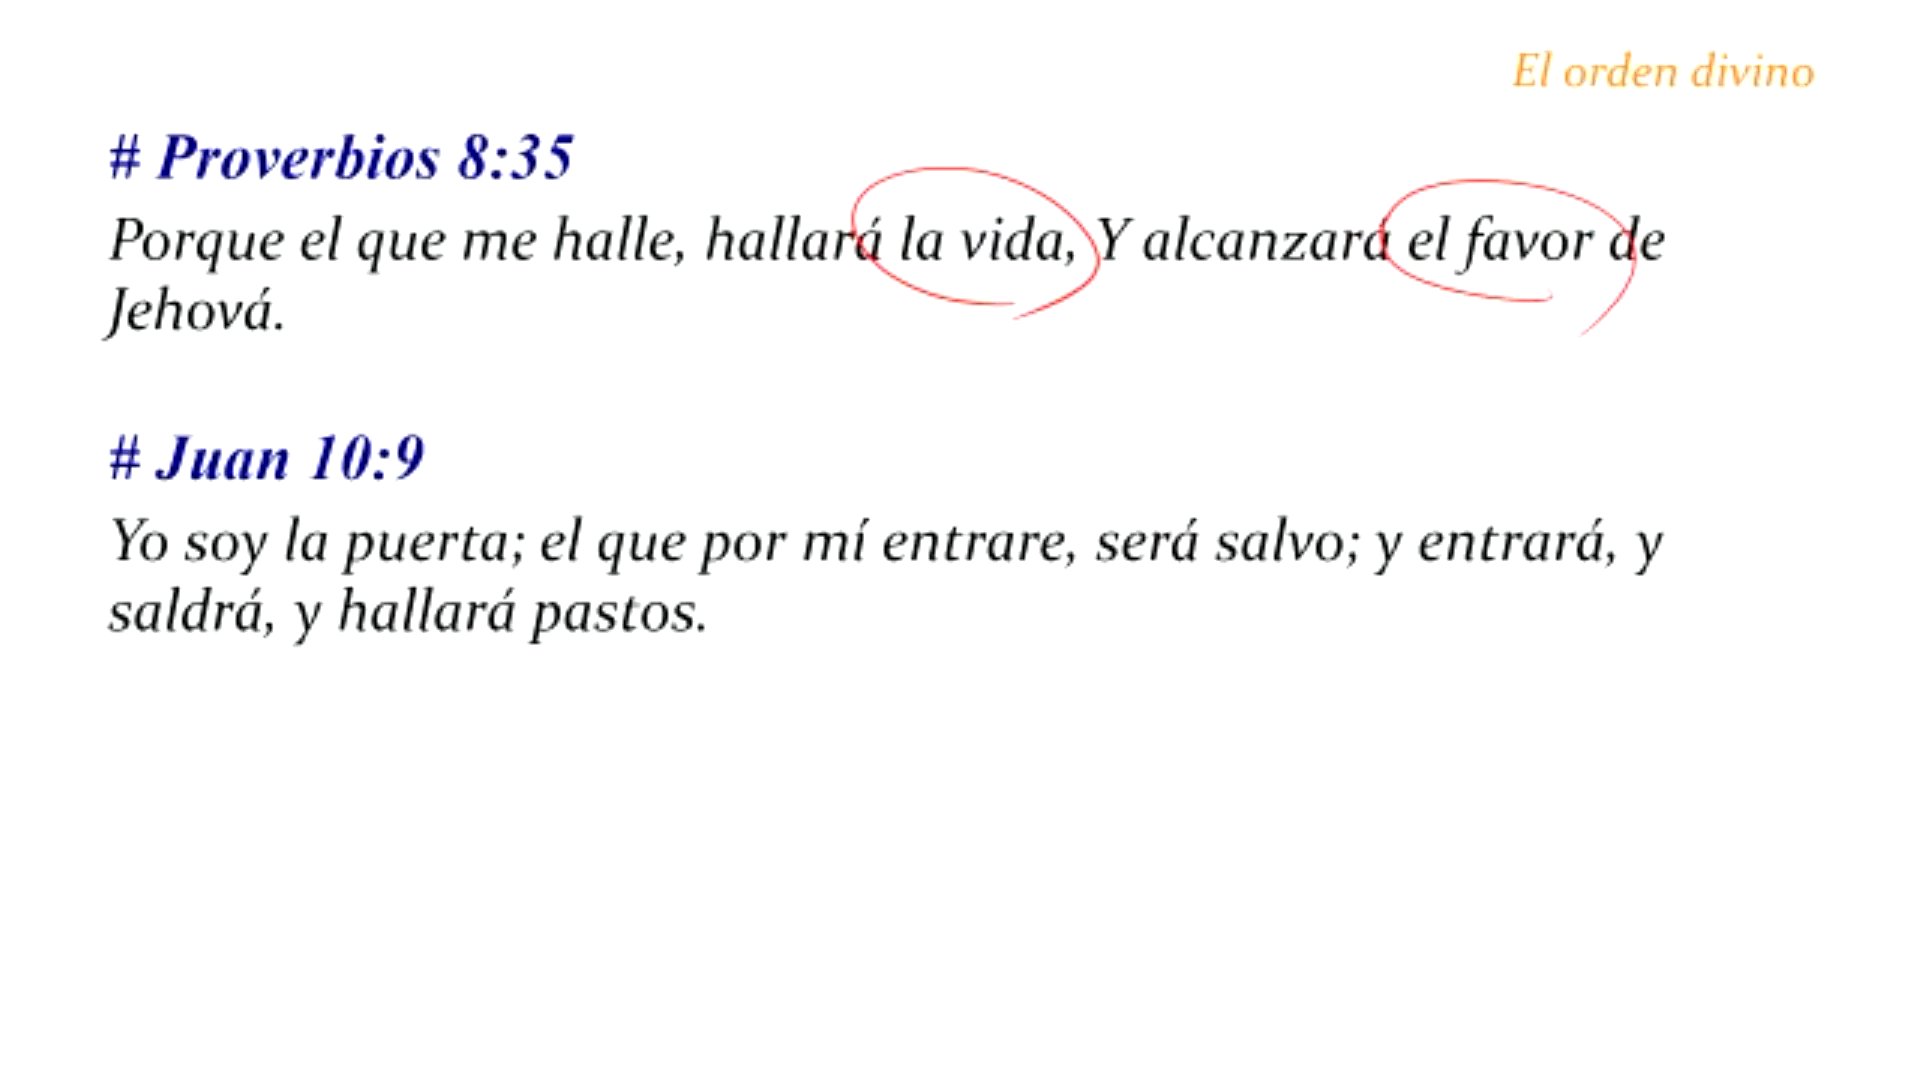 El orden divino
# Proverbios 8:35
Porque el que me halle, hallará la vida, Y alcanzará el favor de
Jehová.
# Juan 10:9
Yo soy la puerta; el que por mí entrare, será salvo; y entrará, y
saldrá, y hallará pastos.